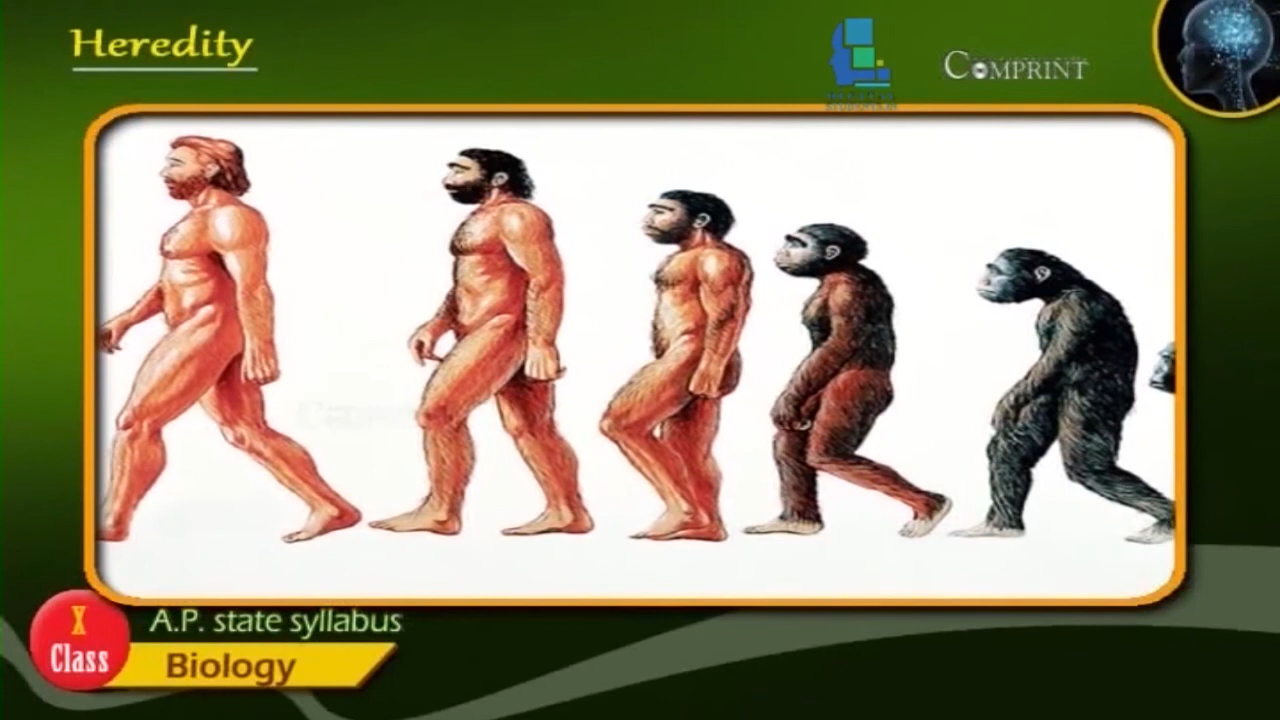 Heredity
COMPRINT
A.P. state syllabus
X
Class
Biology